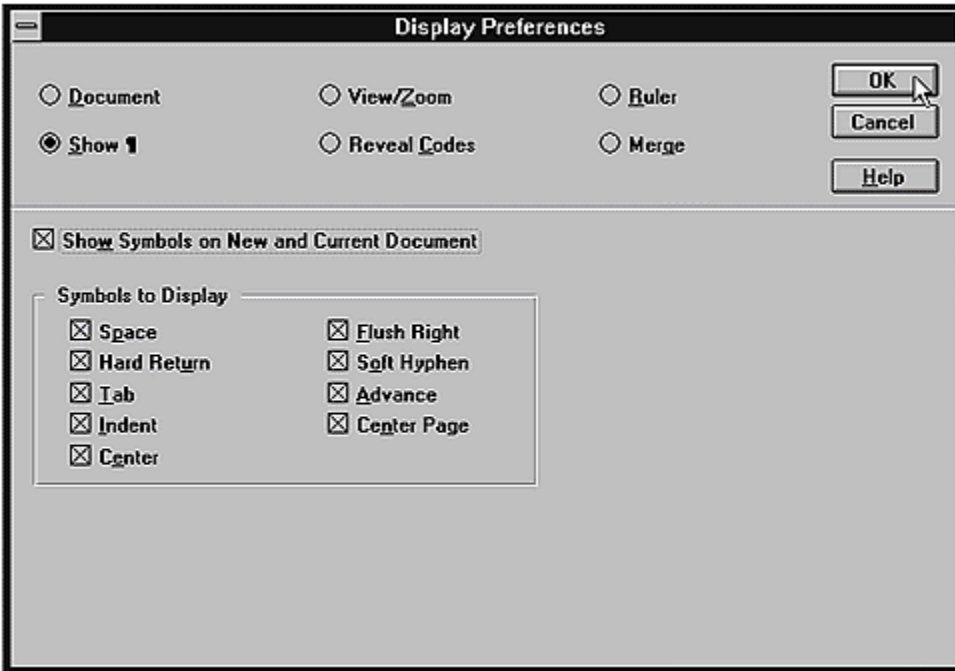 Display Preferences
Document View/Zoom Ruler OK
Show ¶ Reveal Codes Merge Cancel
Help
Show Symbols on New and Current Document
Symbols to Display
Space Flush Right
Hard Return Soft Hyphen
Tab Advance
Indent Center Page
Center